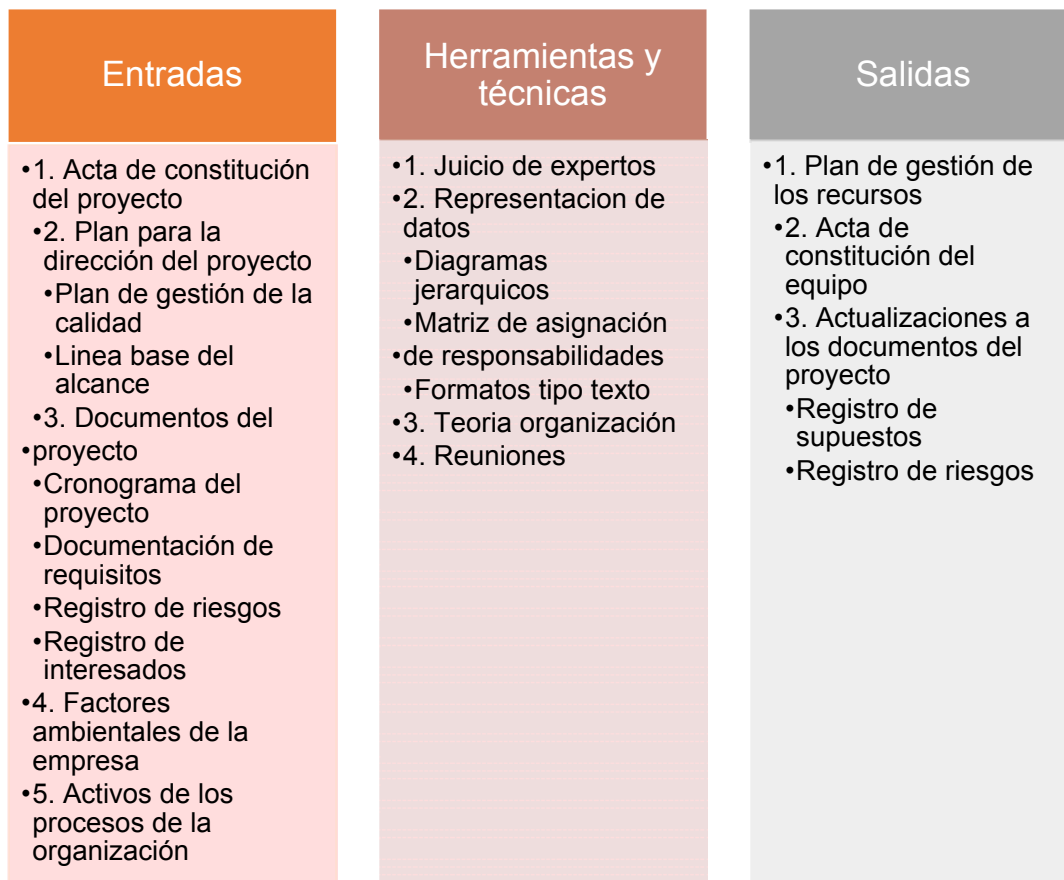 Entradas
•1. Acta de constitución
del proyecto
•2. Plan para la
dirección del proyecto
•Plan de gestión de la
calidad
•Linea base del
alcance
•3. Documentos del
•proyecto
•Cronograma del
proyecto
•Documentación de
requisitos
•Registro de riesgos
•Registro de
interesados
•4. Factores
ambientales de la
empresa
•5. Activos de los
procesos de la
organización
Herramientas y
técnicas
•1. Juicio de expertos
•2. Representacion de
datos
•Diagramas
jerarquicos
•Matriz de asignación
•de responsabilidades
•Formatos tipo texto
•3. Teoria organización
•4. Reuniones
Salidas
•1. Plan de gestión de
los recursos
•2. Acta de
constitución del
equipo
•3. Actualizaciones a
los documentos del
proyecto
•Registro de
supuestos
•Registro de riesgos